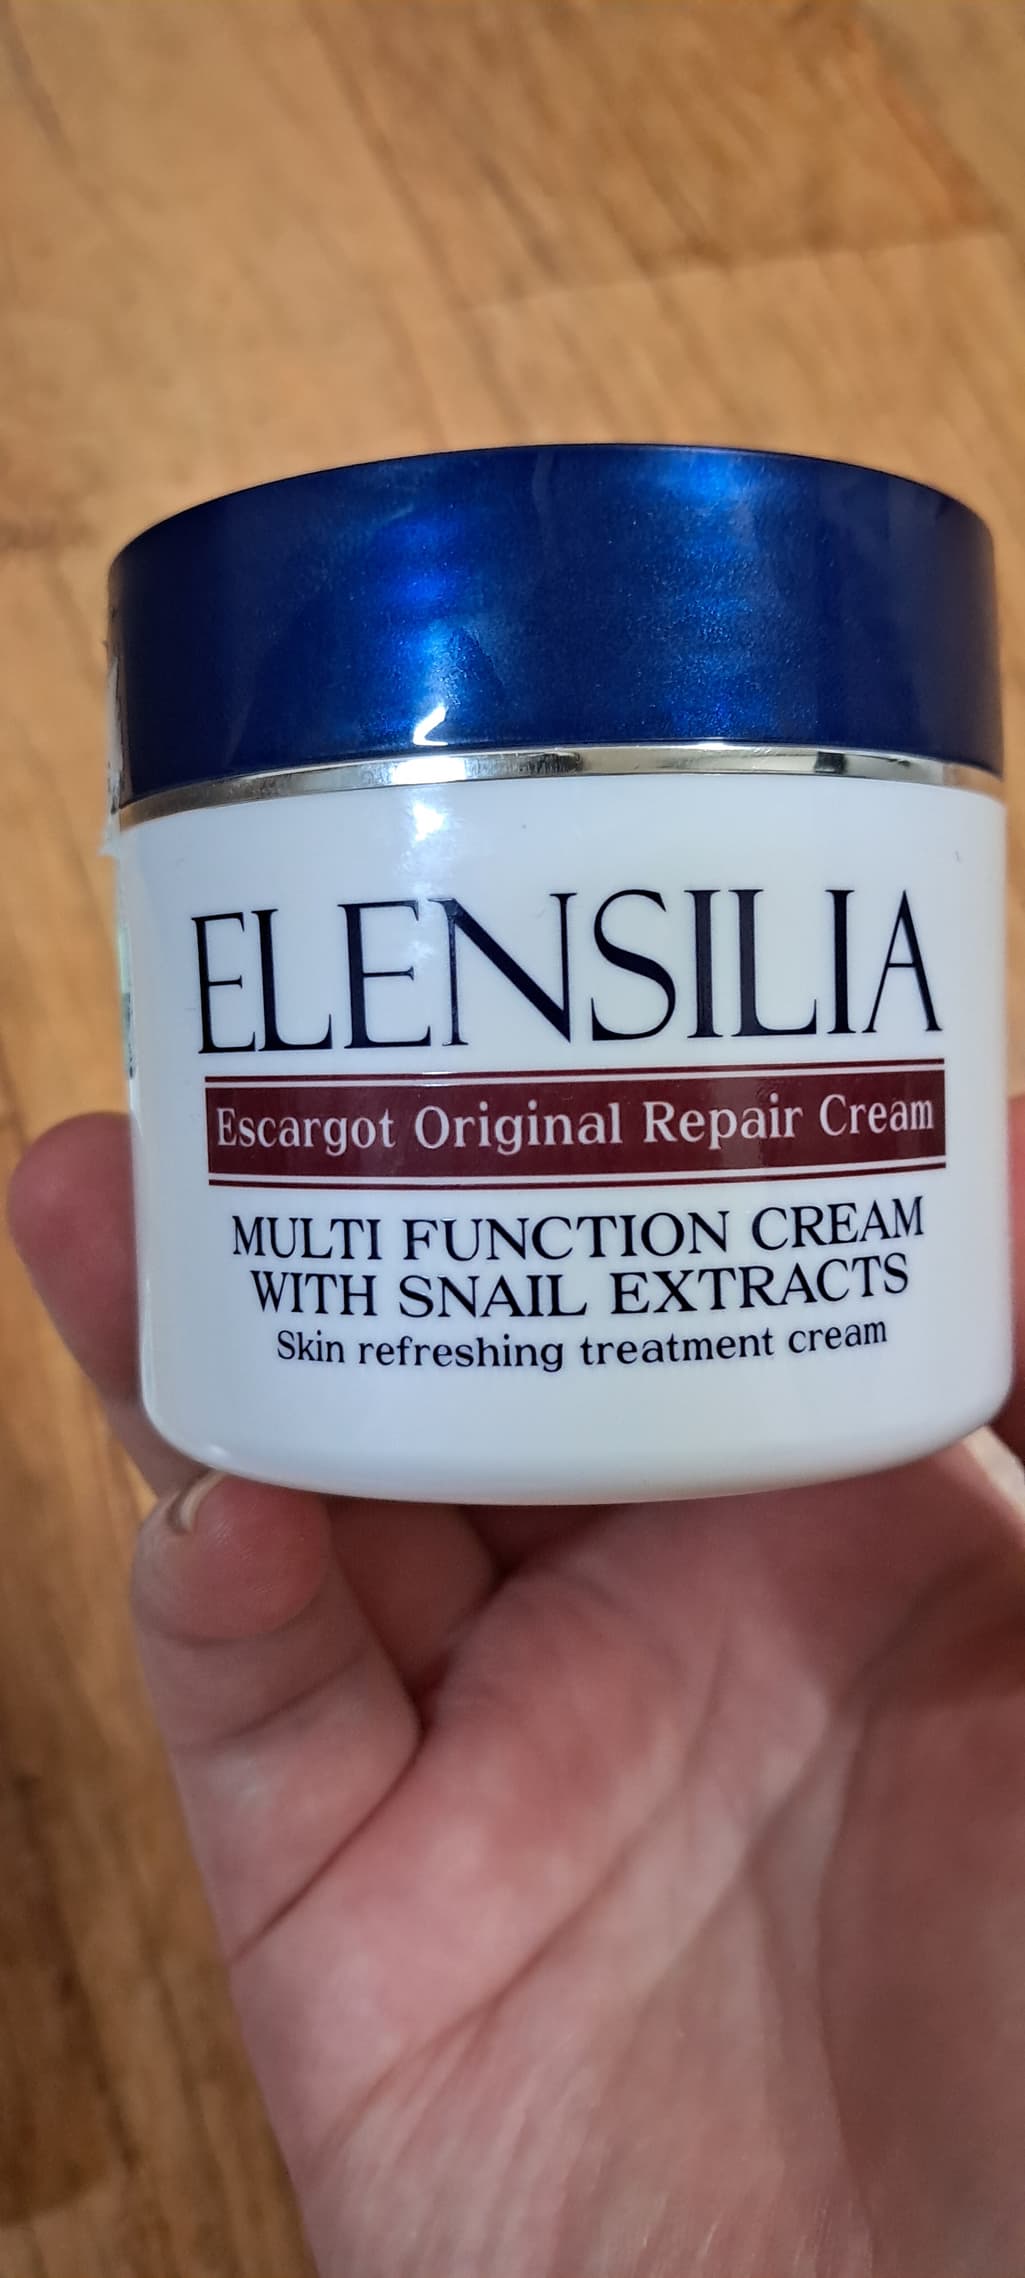 ELENSILIA
Escargot Original Repair Cream
MULTI FUNCTION CREAM
WITH SNAIL EXTRACTS
Skin refreshing treatment cream